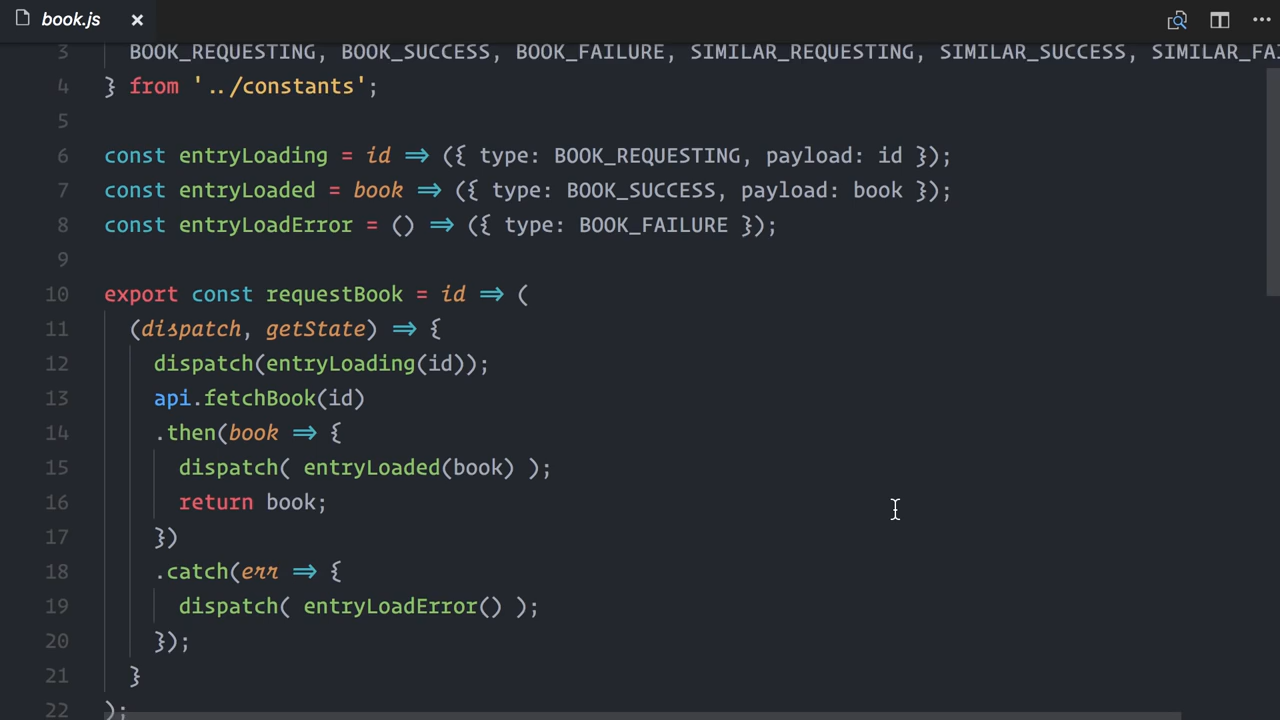 book.js ×
3 BOOK_REQUESTING, BOOK_SUCCESS, BOOK_FAILURE, SIMILAR_REQUESTING, SIMILAR_SUCCESS, SIMILAR_FAI
4 } from '../constants';
5
6 const entryLoading = id => ({ type: BOOK_REQUESTING, payload: id });
7 const entryLoaded = book => ({ type: BOOK_SUCCESS, payload: book });
8 const entryLoadError = () => ({ type: BOOK_FAILURE });
9
10 export const requestBook = id => (
11 (dispatch, getState) => {
12 dispatch(entryLoading(id));
13 api.fetchBook(id)
14 .then(book => {
15 dispatch( entryLoaded(book) );
16 return book;
17 })
18 .catch(err => {
19 dispatch( entryLoadError() );
20 });
21 }
22 );